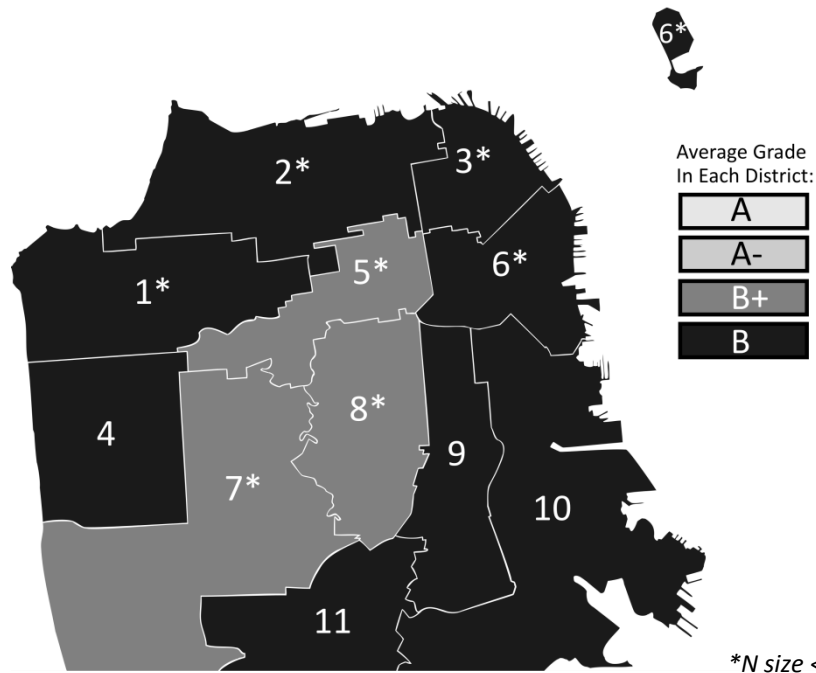 6*
2*
3*
Average Grade
In Each District:
A
A-
B+
B
5*
6*
1*
8*
4
9
7*
10
11
*N size <